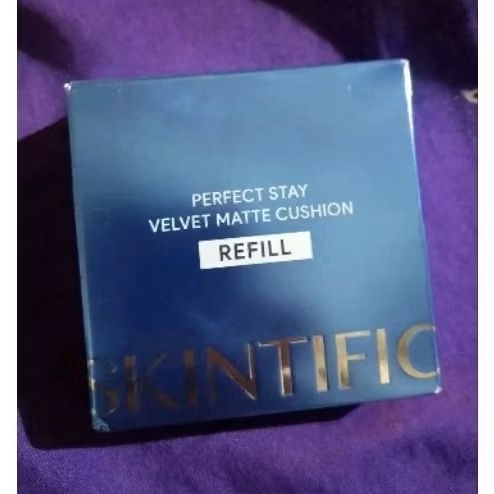 PERFECT STAY
VELVET MATTE CUSHION
REFILL
SKINTIFIC